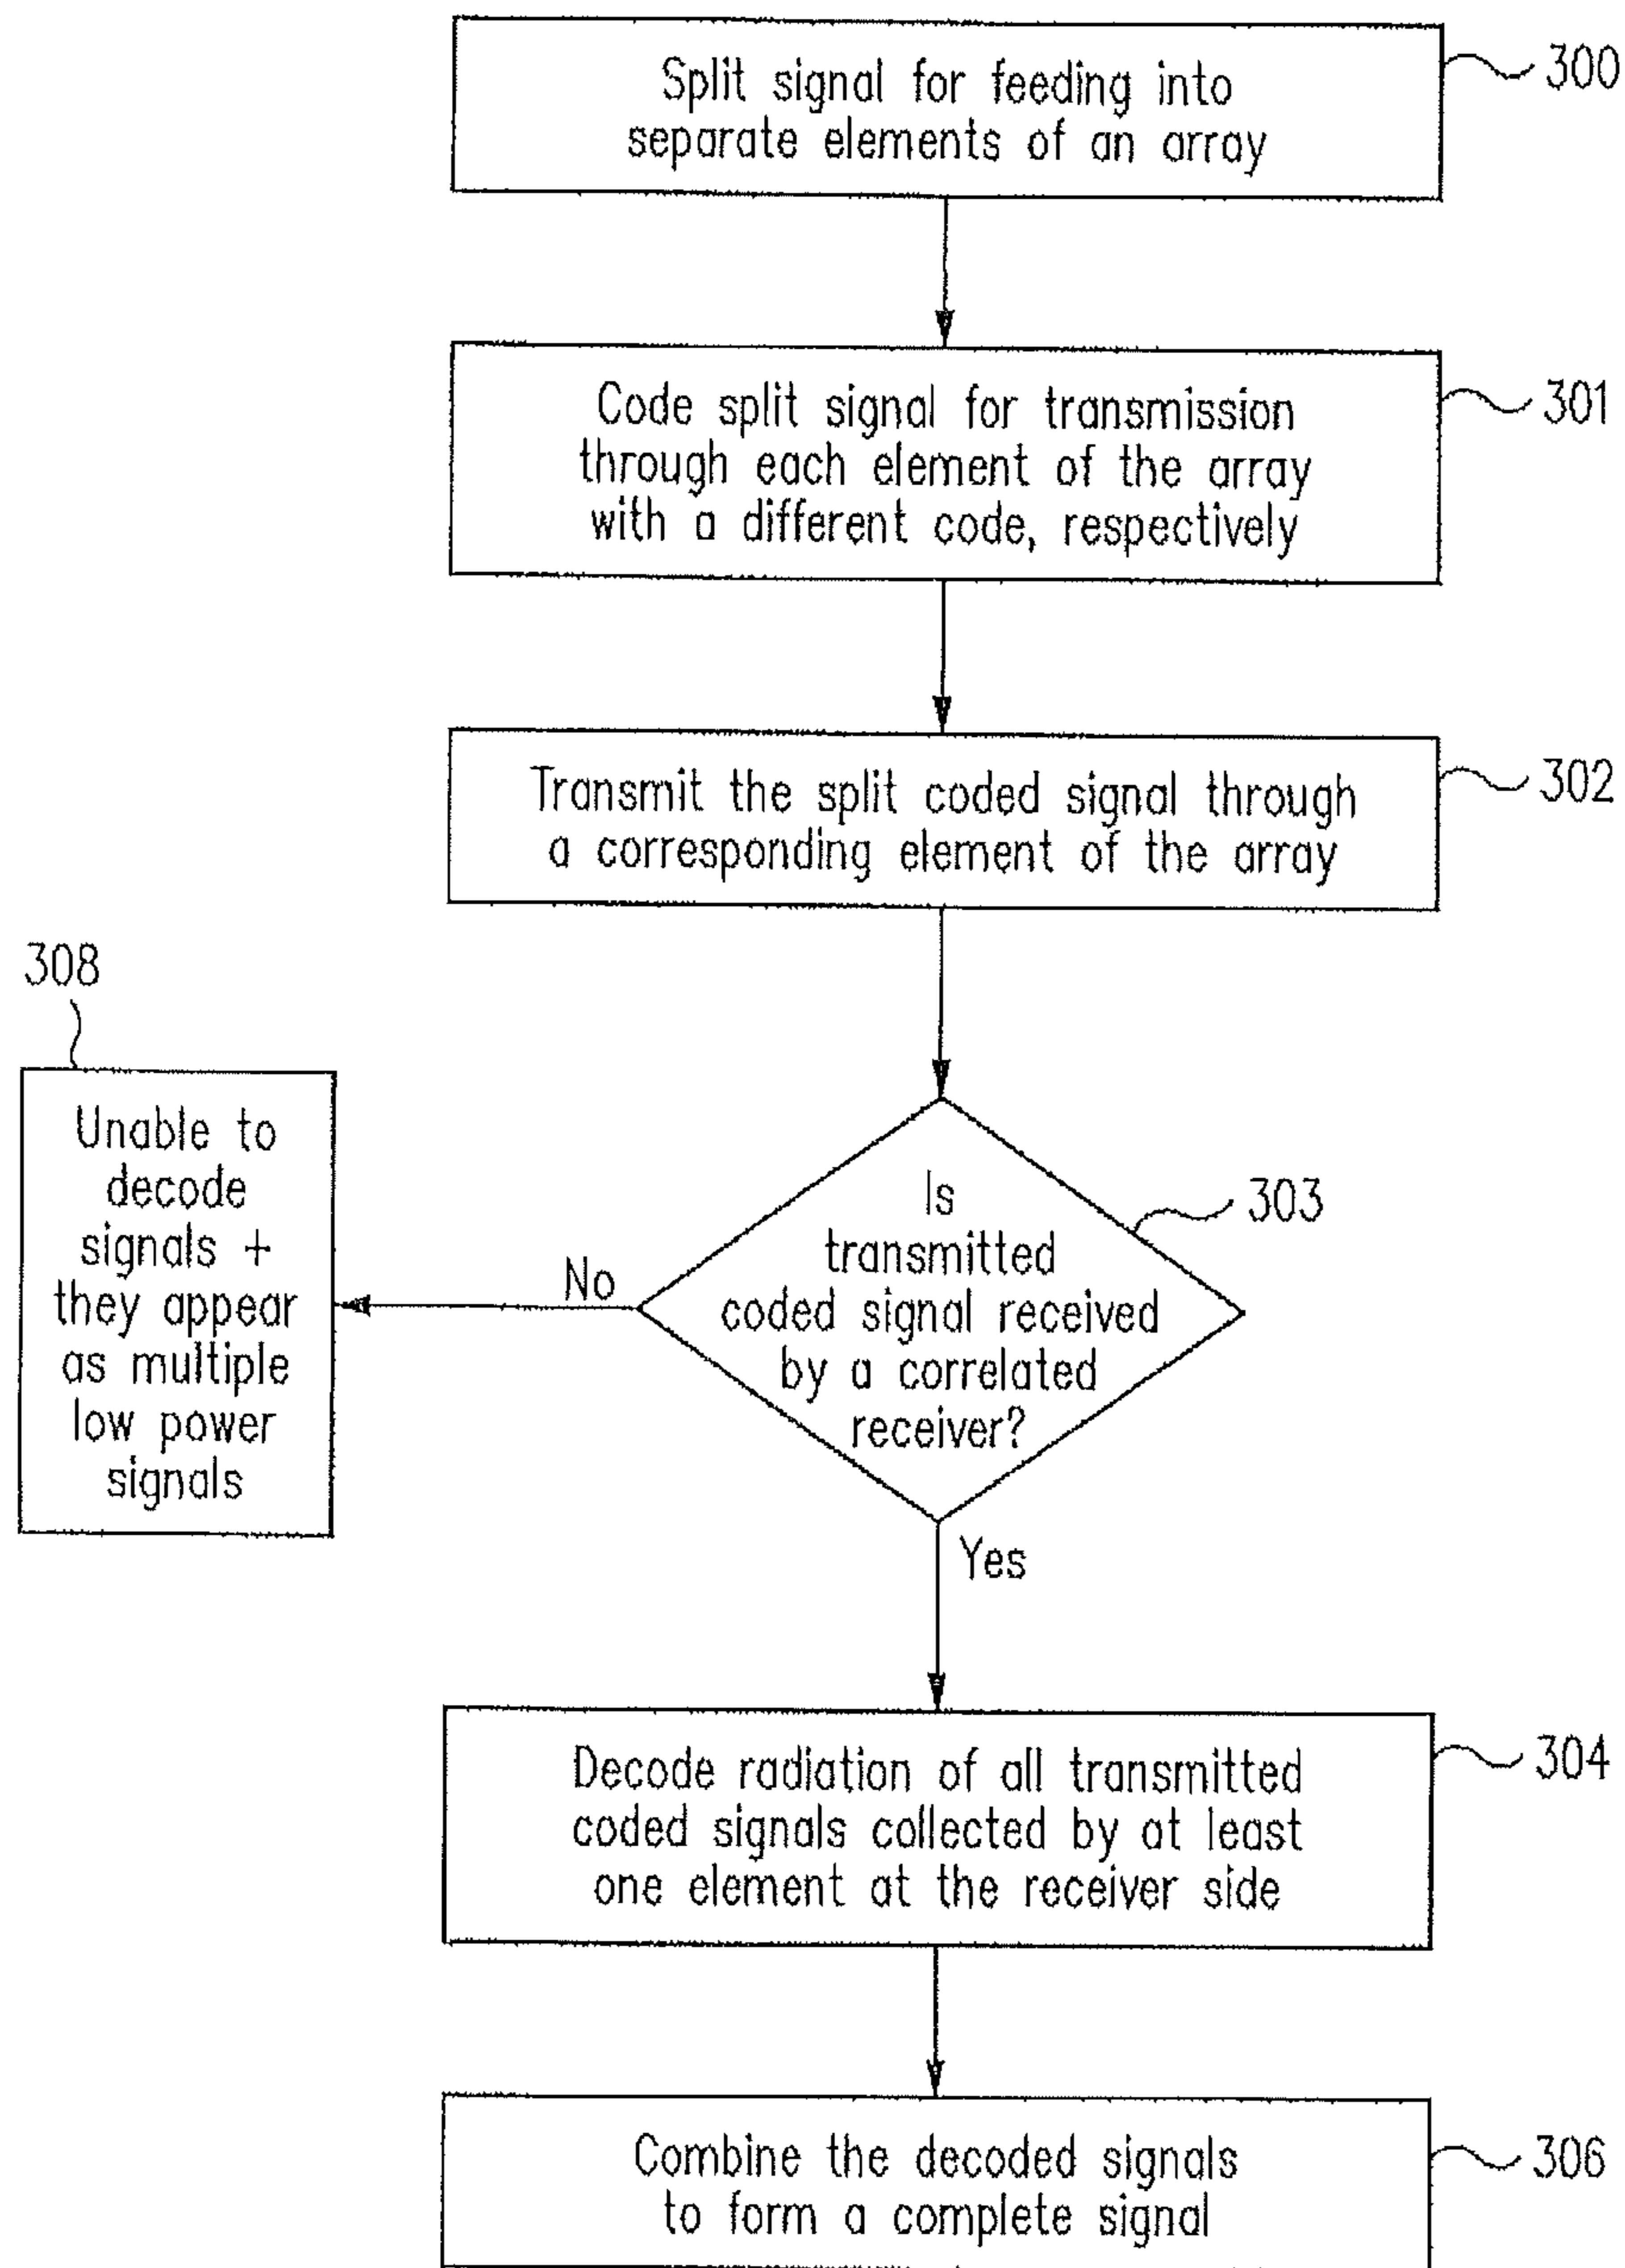 Split signal for feeding into
separate elements of an array
300
Code split signal for transmission
through each element of the array
with a different code, respectively
301
Transmit the split coded signal through
a corresponding element of the array
302
308
Unable to
decode
signals +
they appear
as multiple
low power
signals
No
Is
transmitted
coded signal received
by a correlated
receiver?
303
Yes
Decode radiation of all transmitted
coded signals collected by at least
one element at the receiver side
304
Combine the decoded signals
to form a complete signal
306